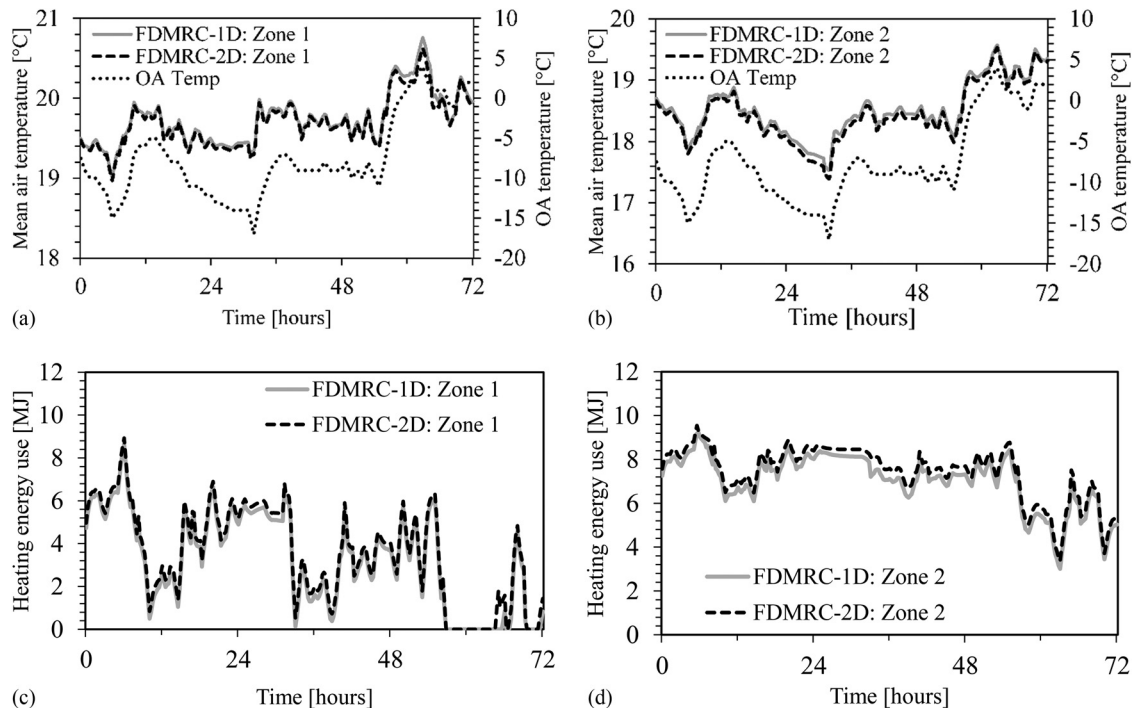 21
20
19
18
10
5
0
-5
-10
-15
-20
0
24
48
72
Mean air temperature [°C]
OA temperature [°C]
FDMRC-1D: Zone 1
FDMRC-2D: Zone 1
OA Temp
Time [hours]
(a)
20
19
18
17
16
10
5
0
-5
-10
-15
-20
0
24
48
72
Mean air temperature [°C]
OA temperature [°C]
FDMRC-1D: Zone 2
FDMRC-2D: Zone 2
OA Temp
Time [hours]
(b)
12
10
8
6
4
2
0
0
24
48
72
Heating energy use [MJ]
FDMRC-1D: Zone 1
FDMRC-2D: Zone 1
Time [hours]
(c)
12
10
8
6
4
2
0
0
24
48
72
Heating energy use [MJ]
FDMRC-1D: Zone 2
FDMRC-2D: Zone 2
Time [hours]
(d)